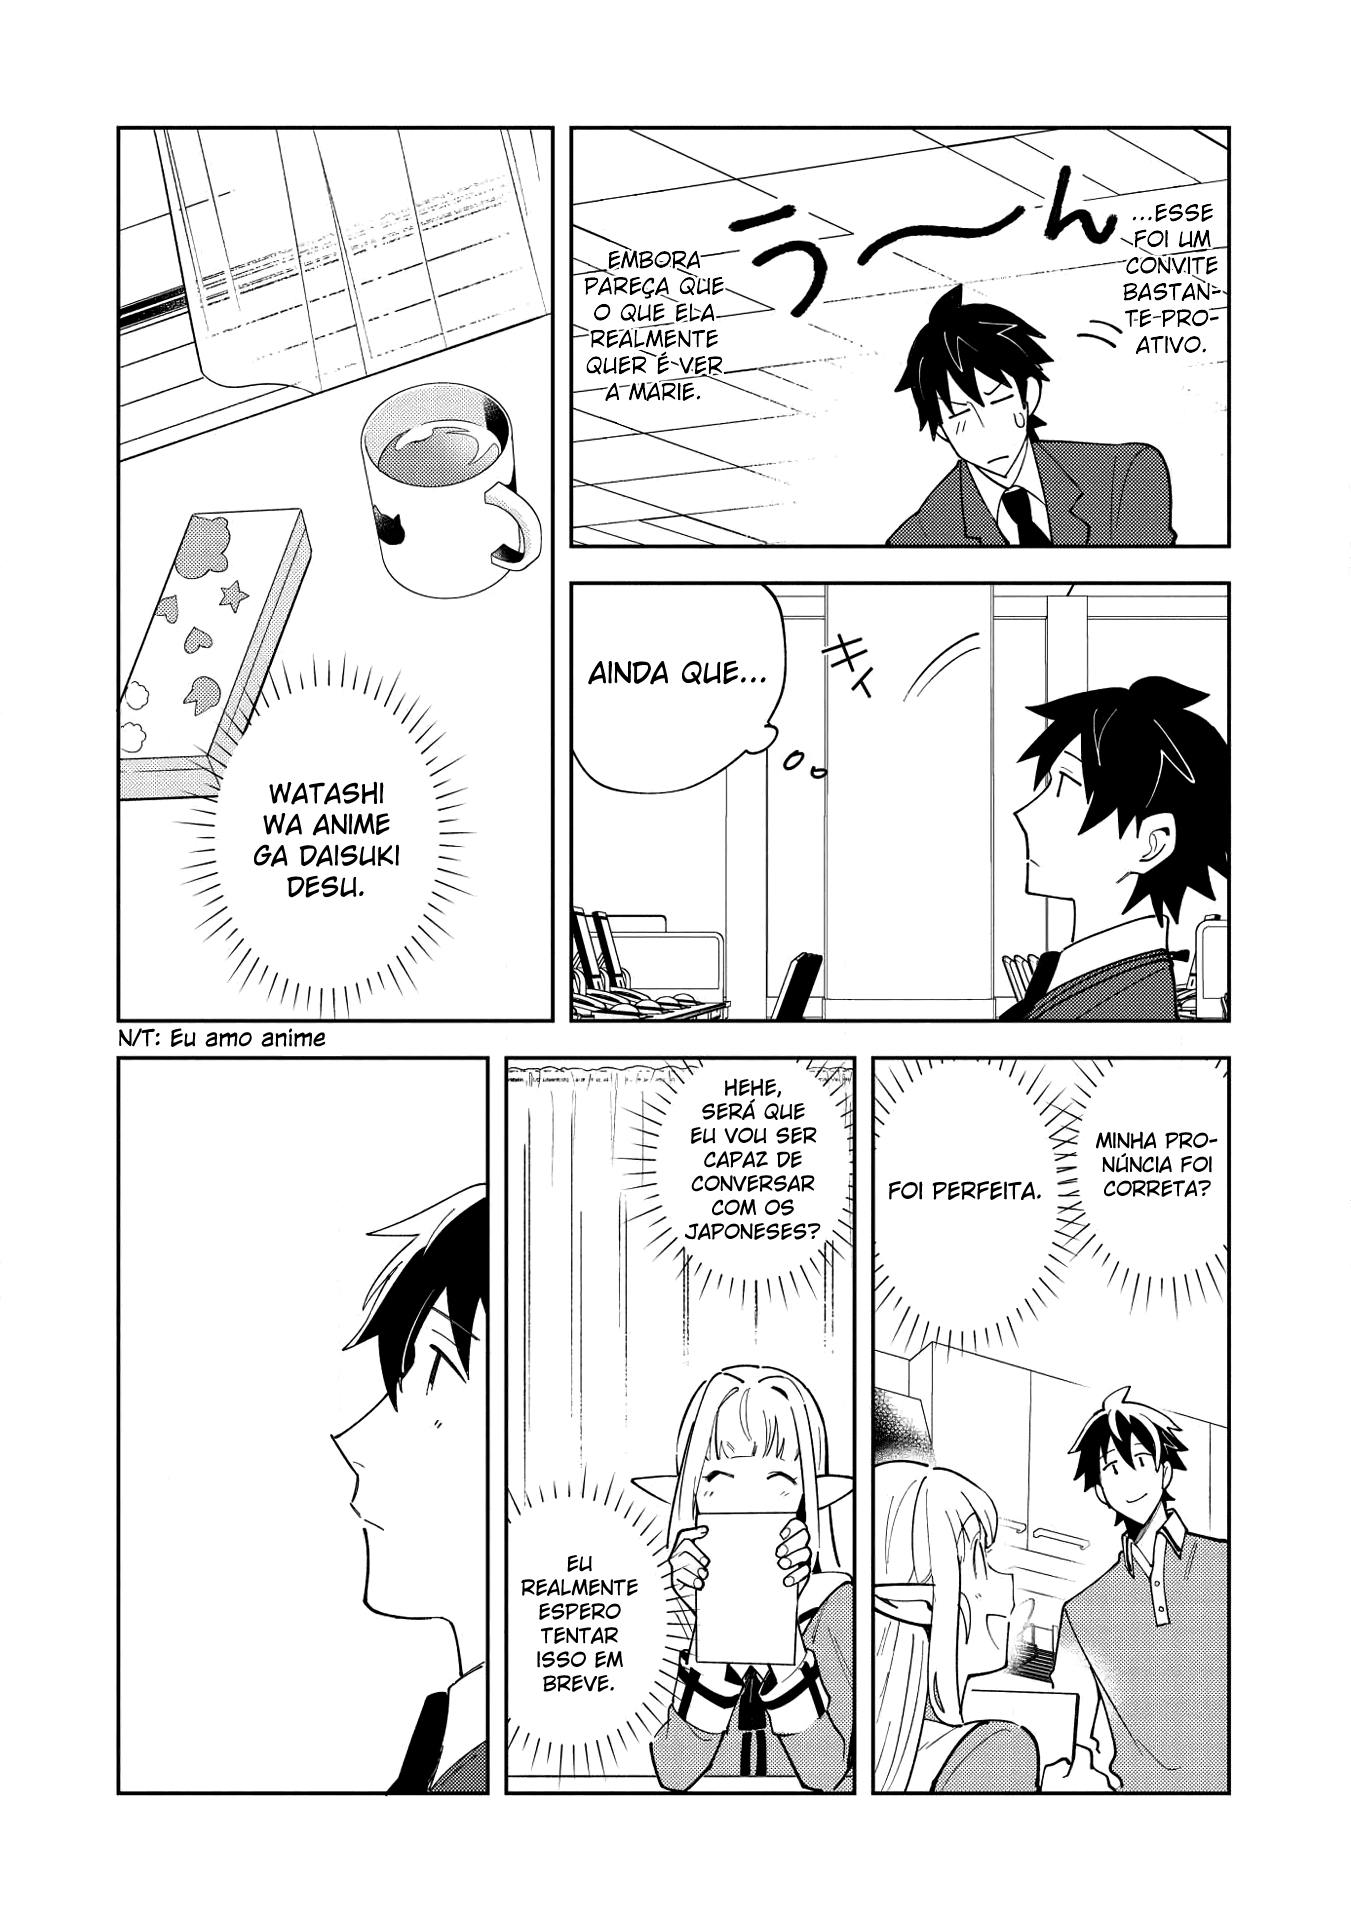 ...ESSE
FOI UM
CONVITE
BASTAN-
TE PRO-
ATIVO.
う〜ん
EMBORA
PAREÇA QUE
O QUE ELA
REALMENTE
QUER É VER
A MARIE.
キィ
AINDA QUE...
WATASHI
WA ANIME
GA DAISUKI
DESU.
N/T: Eu amo anime
MINHA PRO-
NÚNCIA FOI
CORRETA?
FOI PERFEITA.
HEHE,
SERÁ QUE
EU VOU SER
CAPAZ DE
CONVERSAR
COM OS
JAPONESES?
EU
REALMENTE
ESPERO
TENTAR
ISSO EM
BREVE.